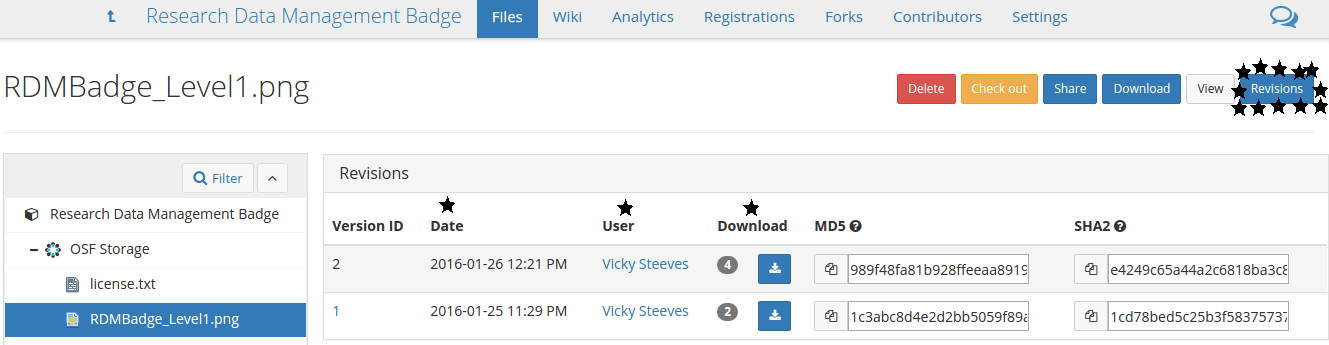 Research Data Management Badge Files Wiki Analytics Registrations Forks Contributors Settings
RDMBadge_Level1.png
Delete Check out Share Download View Revisions
Filter
Research Data Management Badge
OSF Storage
license.txt
RDMBadge_Level1.png
Revisions
Version ID Date User Download MD5 SHA2
2 2016-01-26 12:21 PM Vicky Steeves 4 989f48fa81b928ffeeaa8919 e4249c65a44a2c6818ba3c8
1 2016-01-25 11:29 PM Vicky Steeves 2 1c3abc8d4e2d2bb5059f89a 1cd78bed5c25b3f58375737